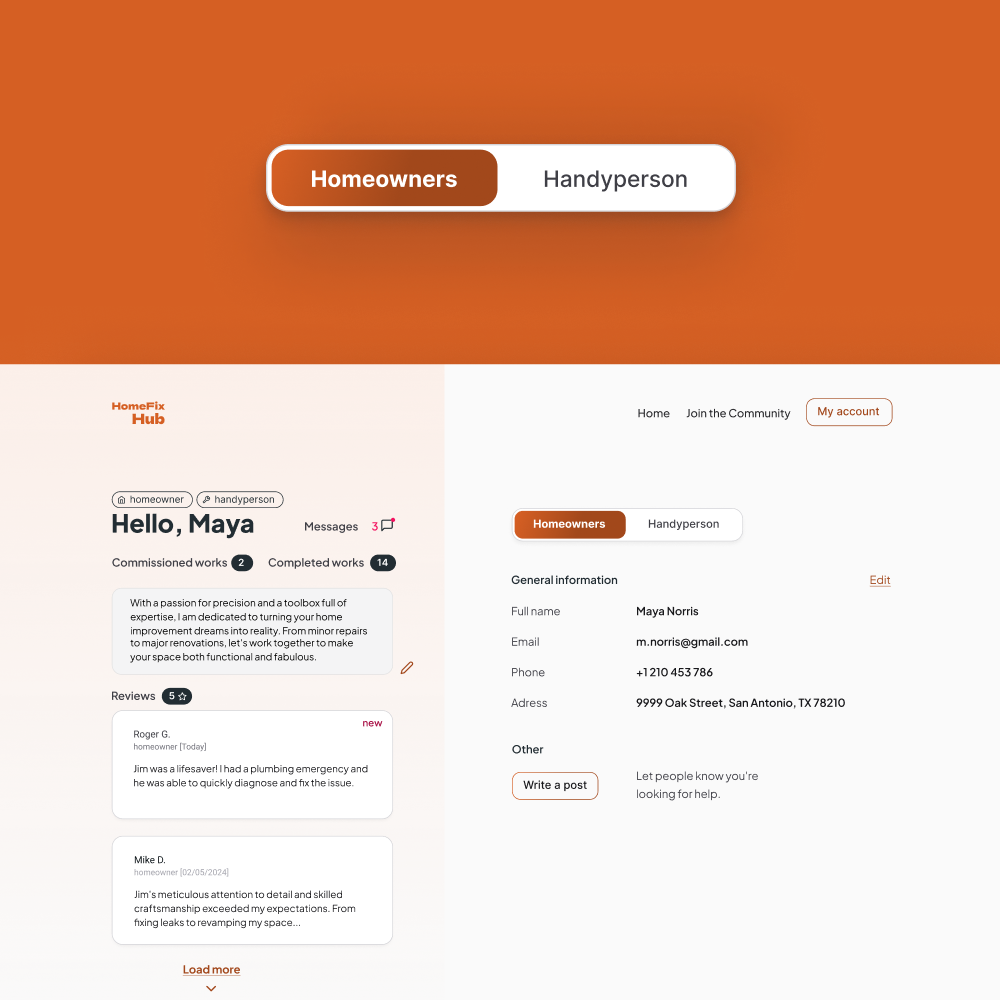 Homeowners Handyperson
HomeFix
Hub
Home Join the Community My account
homeowner handyperson
Hello, Maya
Messages 3
Commissioned works 2 Completed works 14
With a passion for precision and a toolbox full of
expertise, I am dedicated to turning your home
improvement dreams into reality. From minor repairs
to major renovations, let's work together to make
your space both functional and fabulous.
Reviews 5
new
Roger G.
homeowner [Today]
Jim was a lifesaver! I had a plumbing emergency and
he was able to quickly diagnose and fix the issue.
Mike D.
homeowner [02/05/2024]
Jim's meticulous attention to detail and skilled
craftsmanship exceeded my expectations. From
fixing leaks to revamping my space...
Load more
Homeowners Handyperson
General information Edit
Full name Maya Norris
Email m.norris@gmail.com
Phone +1 210 453 786
Adress 9999 Oak Street, San Antonio, TX 78210
Other
Write a post
Let people know you're
looking for help.